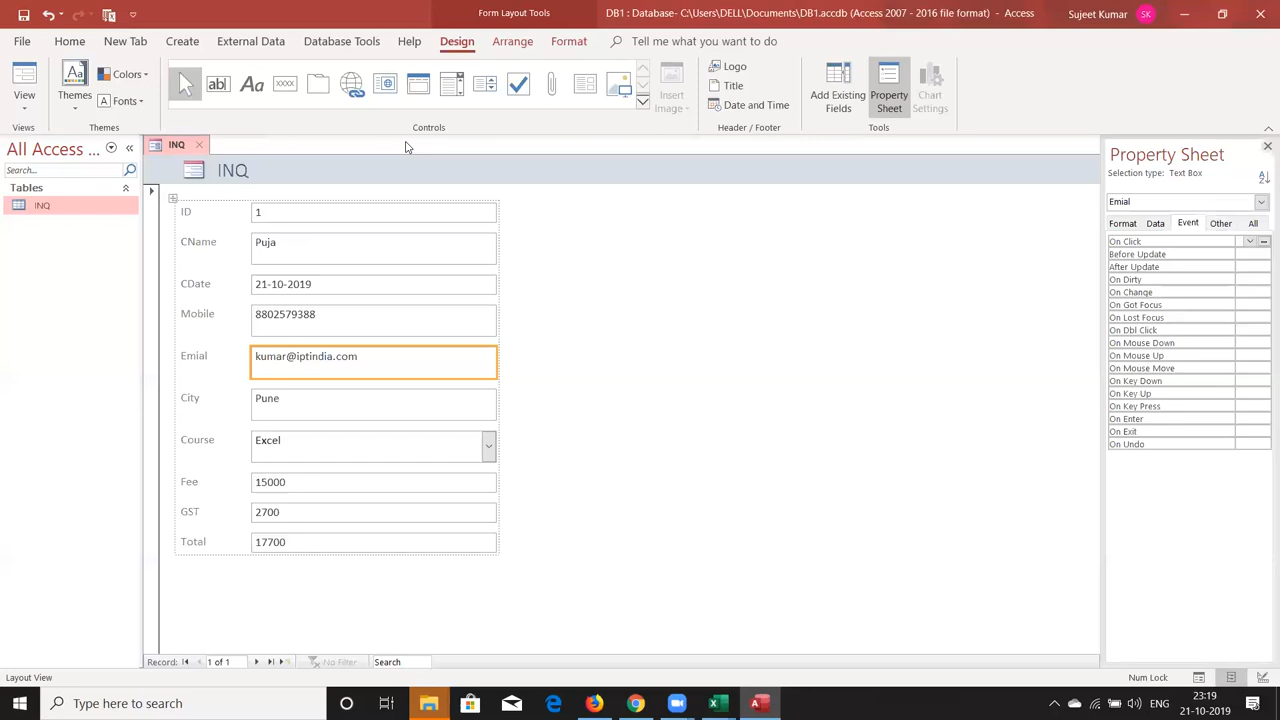 Form Layout Tools
DB1 : Database- C:\Users\DELL\Documents\DB1.accdb (Access 2007 - 2016 file format) - Access
Sujeet Kumar SK
File Home New Tab Create External Data Database Tools Help Design Arrange Format Tell me what you want to do
View
Views
Themes
Aa Colors
A Fonts
Themes
ab| Aa xxxx
Insert Image
Controls
Logo
Title
Date and Time
Header / Footer
Add Existing Fields
Property Sheet
Chart Settings
Tools
All Access ...
Search...
Tables
INQ
INQ
INQ
ID 1
CName Puja
CDate 21-10-2019
Mobile 8802579388
Emial kumar@iptindia.com
City Pune
Course Excel
Fee 15000
GST 2700
Total 17700
Record: 1 of 1 No Filter Search
Property Sheet
Selection type: Text Box
Emial
Format Data Event Other All
On Click
Before Update
After Update
On Dirty
On Change
On Got Focus
On Lost Focus
On Dbl Click
On Mouse Down
On Mouse Up
On Mouse Move
On Key Down
On Key Up
On Key Press
On Enter
On Exit
On Undo
Layout View
Num Lock
Type here to search
ENG
23:19
21-10-2019